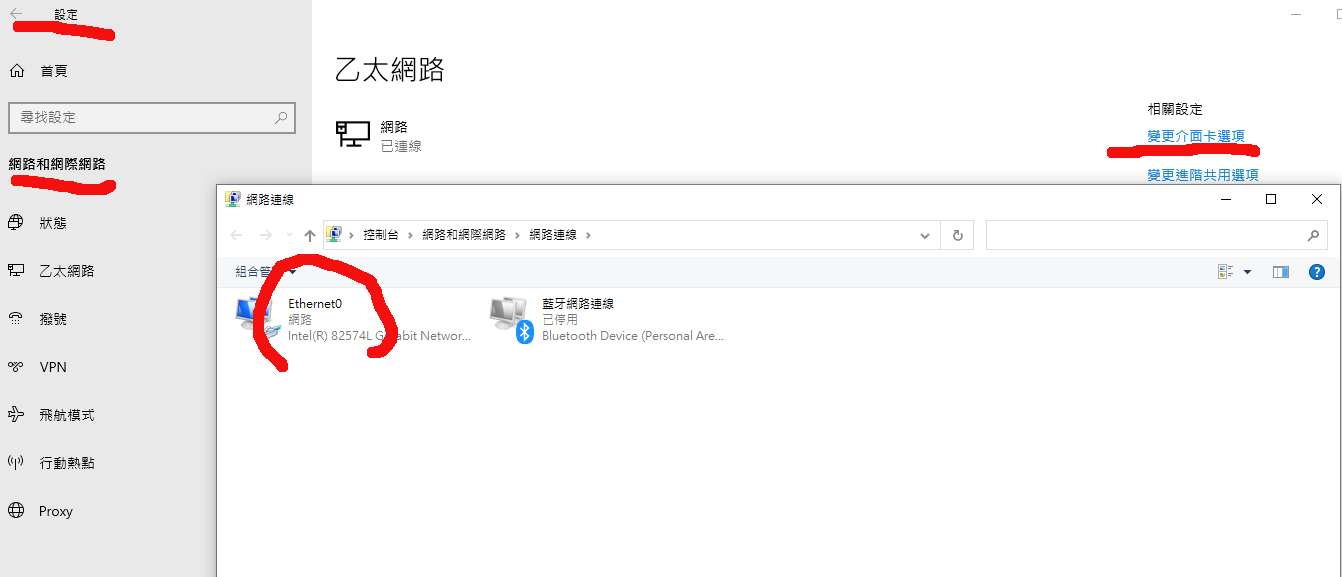 設定
首頁
尋找設定
網路和網際網路
狀態
乙太網路
撥號
VPN
飛航模式
行動熱點
Proxy
乙太網路
網路
已連線
相關設定
變更介面卡選項
變更進階共用選項
網路連線
控制台 › 網路和網際網路 › 網路連線 ›
組合管
Ethernet0
網路
Intel(R) 82574L Gigabit Networ...
藍牙網路連線
已停用
Bluetooth Device (Personal Are...